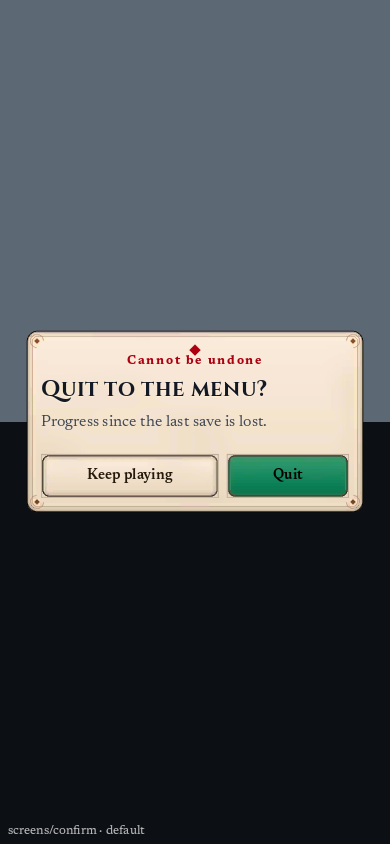 Cannot be undone
Quit to the menu?
Progress since the last save is lost.
Keep playing
Quit
screens/confirm · default